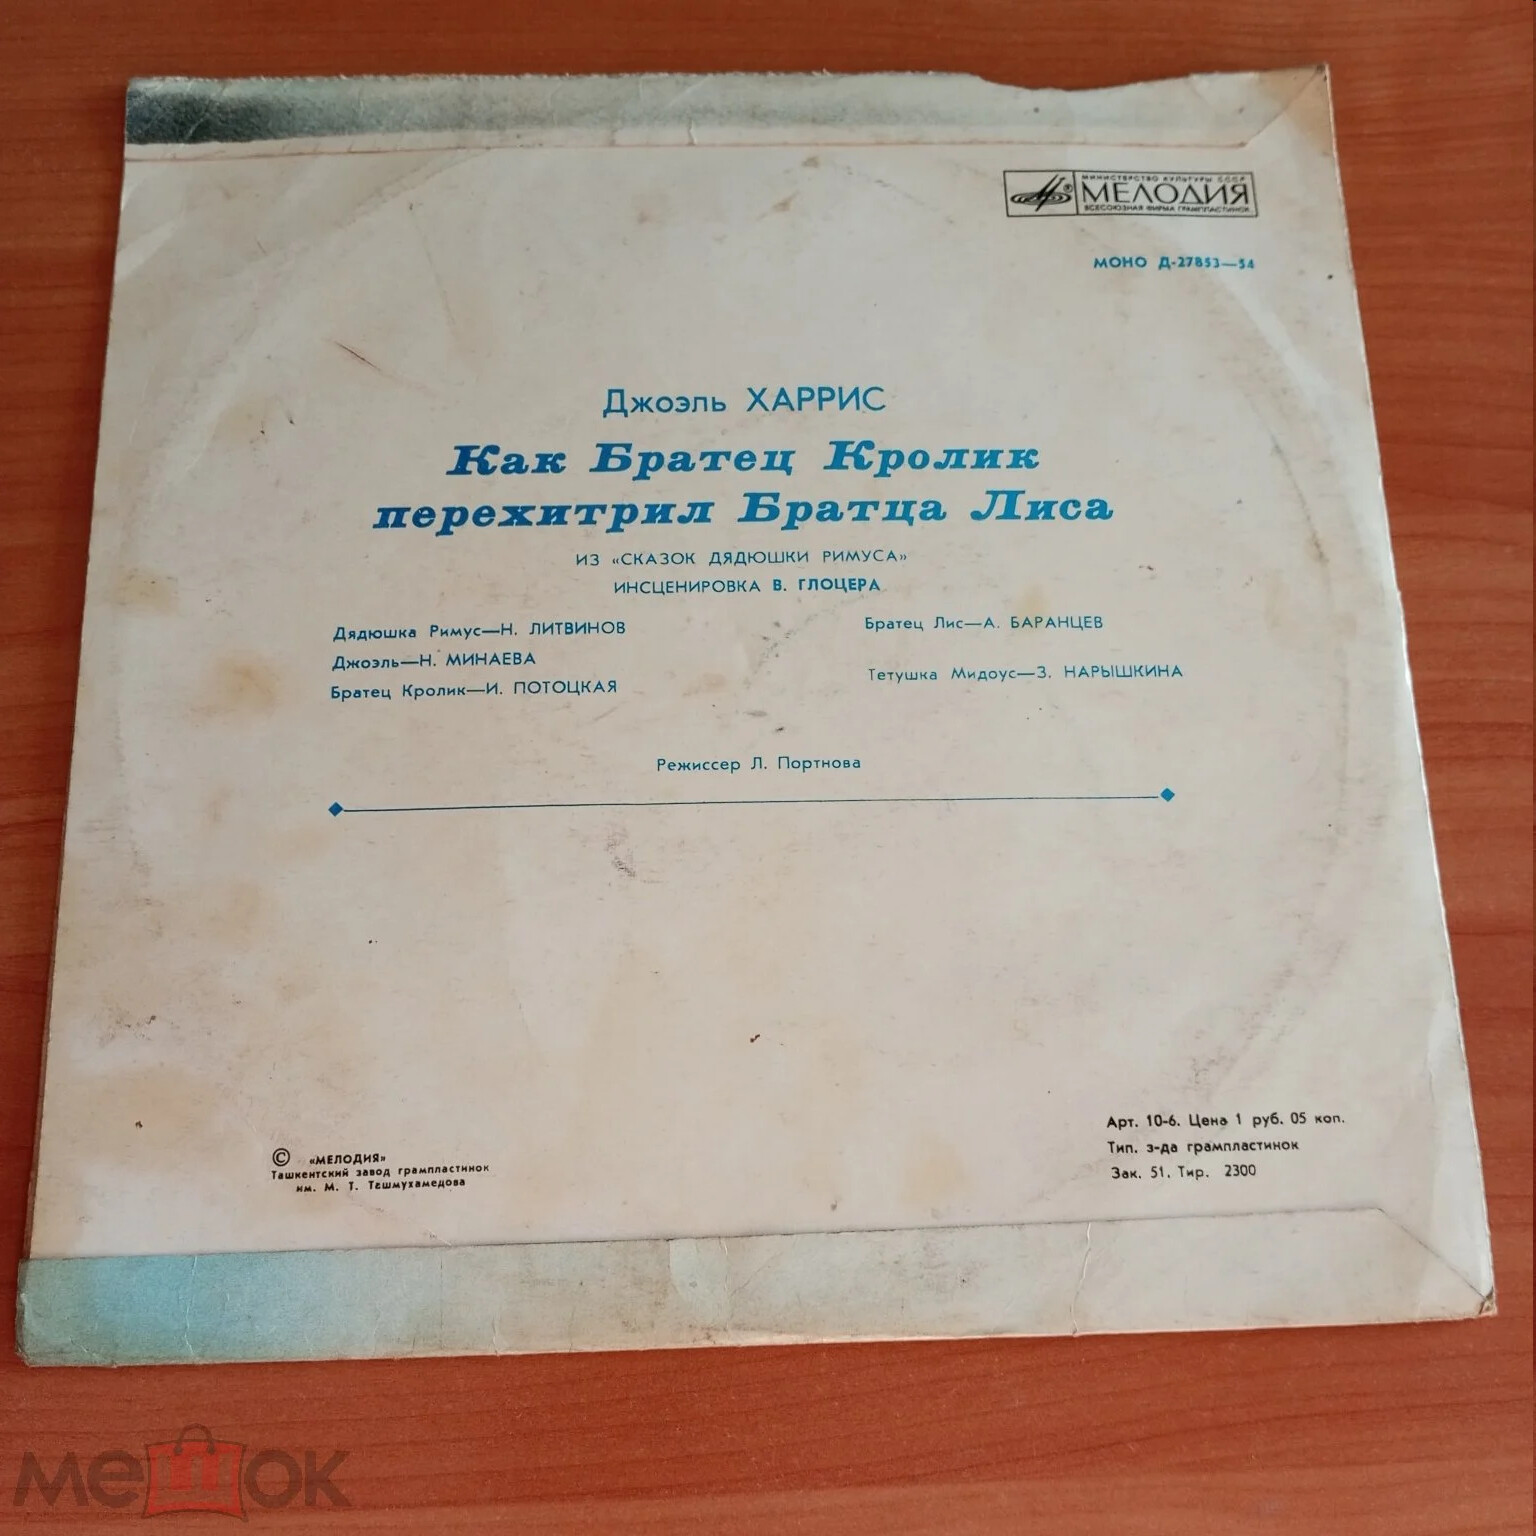 МИНИСТЕРСТВО КУЛЬТУРЫ СССР
МЕЛОДИЯ
ВСЕСОЮЗНАЯ ФИРМА ГРАМПЛАСТИНОК
МОНО Д-27853—54
Джоэль ХАРРИС
Как Братец Кролик
перехитрил Братца Лиса
ИЗ «СКАЗОК ДЯДЮШКИ РИМУСА»
ИНСЦЕНИРОВКА В. ГЛОЦЕРА
Дядюшка Римус—Н. ЛИТВИНОВ
Джоэль—Н. МИНАЕВА
Братец Кролик—И. ПОТОЦКАЯ
Братец Лис—А. БАРАНЦЕВ
Тетушка Мидоус—З. НАРЫШКИНА
Режиссер Л. Портнова
© «МЕЛОДИЯ»
Ташкентский завод грампластинок
им. М. Т. Ташмухамедова
Арт. 10-6. Цена 1 руб. 05 коп.
Тип. з-да грампластинок
Зак. 51. Тир. 2300
мешок